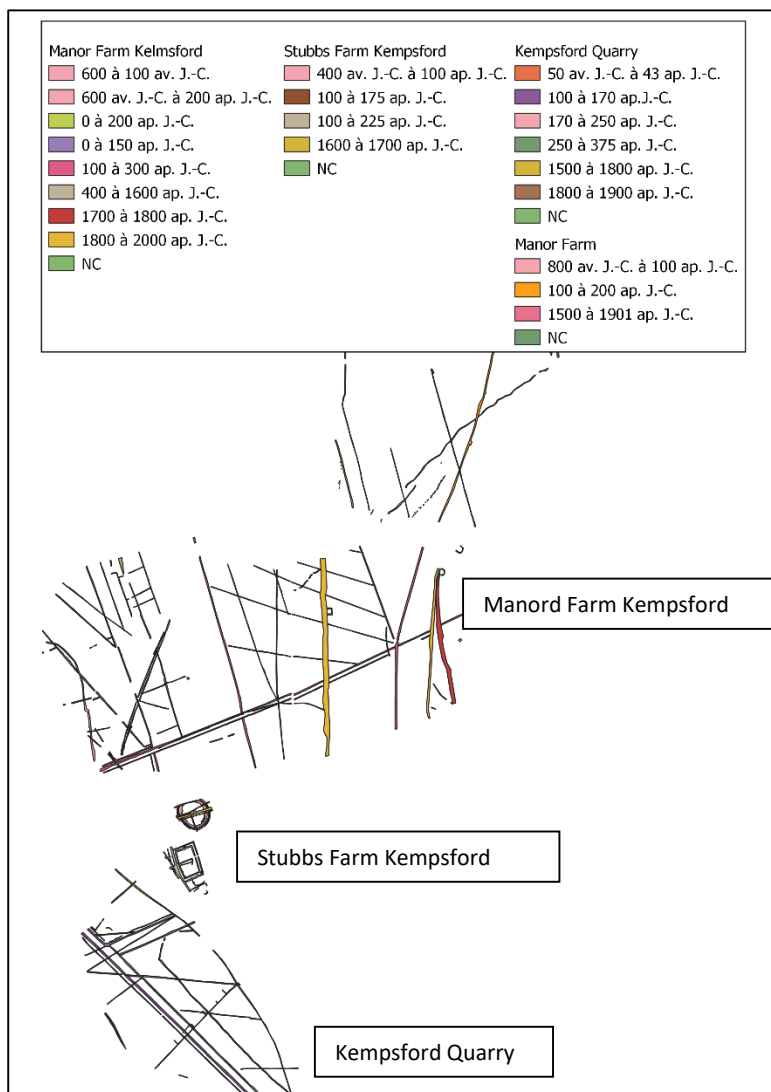 Manor Farm Kelmsford
600 à 100 av. J.-C.
600 av. J.-C. à 200 ap. J.-C.
0 à 200 ap. J.-C.
0 à 150 ap. J.-C.
100 à 300 ap. J.-C.
400 à 1600 ap. J.-C.
1700 à 1800 ap. J.-C.
1800 à 2000 ap. J.-C.
NC
Stubbs Farm Kempsford
400 av. J.-C. à 100 ap. J.-C.
100 à 175 ap. J.-C.
100 à 225 ap. J.-C.
1600 à 1700 ap. J.-C.
NC
Kempsford Quarry
50 av. J.-C. à 43 ap. J.-C.
100 à 170 ap.J.-C.
170 à 250 ap. J.-C.
250 à 375 ap. J.-C.
1500 à 1800 ap. J.-C.
1800 à 1900 ap. J.-C.
NC
Manor Farm
800 av. J.-C. à 100 ap. J.-C.
100 à 200 ap. J.-C.
1500 à 1901 ap. J.-C.
NC
Manord Farm Kempsford
Stubbs Farm Kempsford
Kempsford Quarry